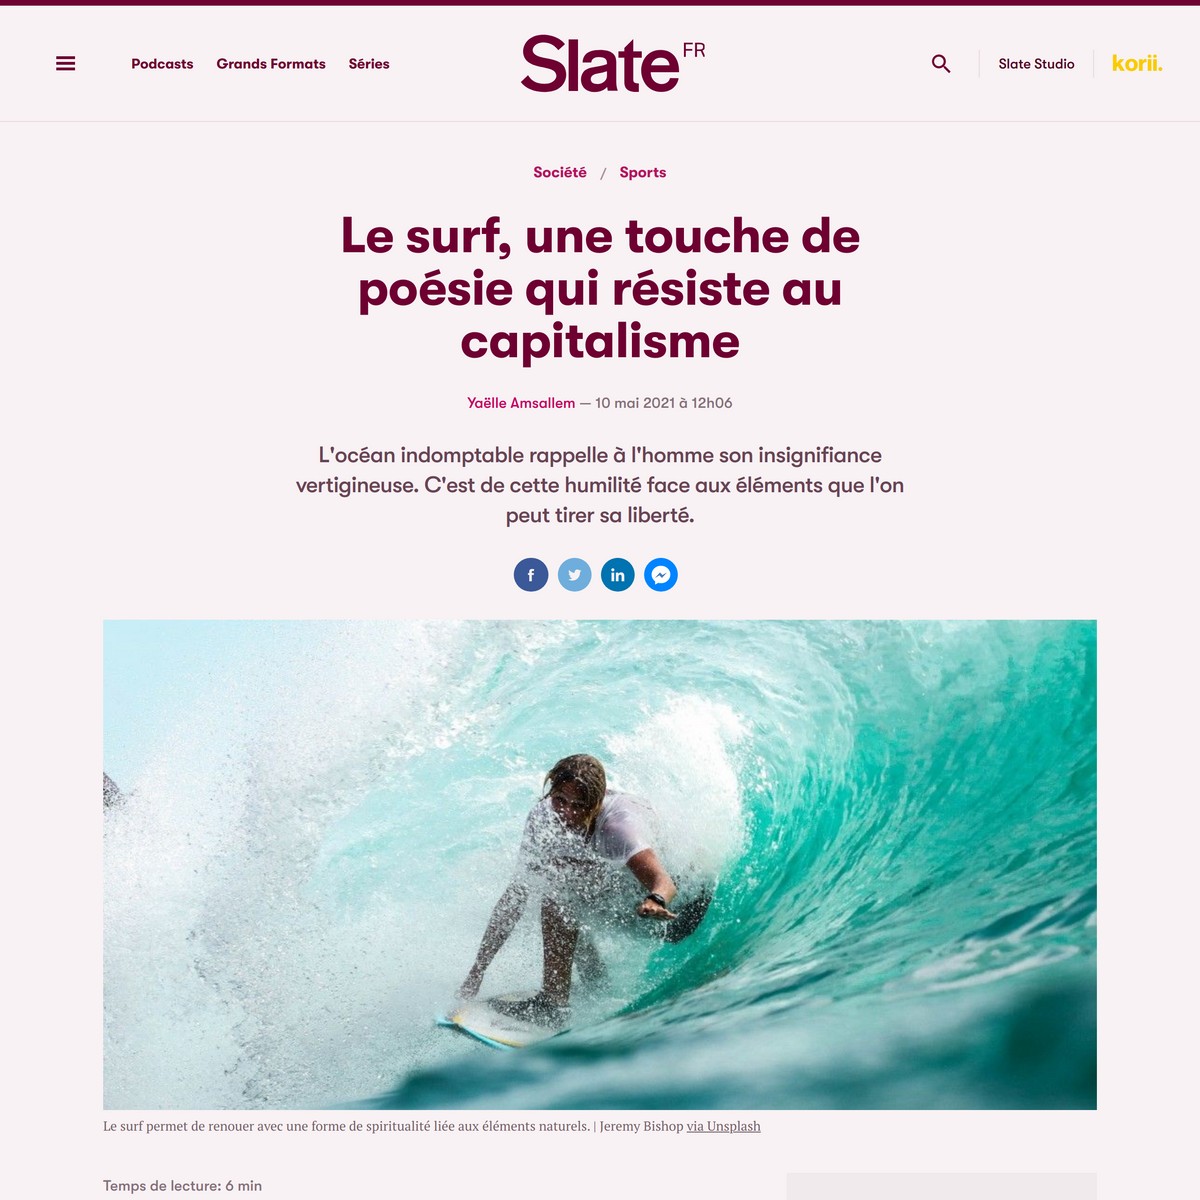 Podcasts Grands Formats Séries
Slate FR
Slate Studio
korii.
Société / Sports
Le surf, une touche de
poésie qui résiste au
capitalisme
Yaëlle Amsallem — 10 mai 2021 à 12h06
L'océan indomptable rappelle à l'homme son insignifiance
vertigineuse. C'est de cette humilité face aux éléments que l'on
peut tirer sa liberté.
f
in
Le surf permet de renouer avec une forme de spiritualité liée aux éléments naturels. | Jeremy Bishop via Unsplash
Temps de lecture: 6 min